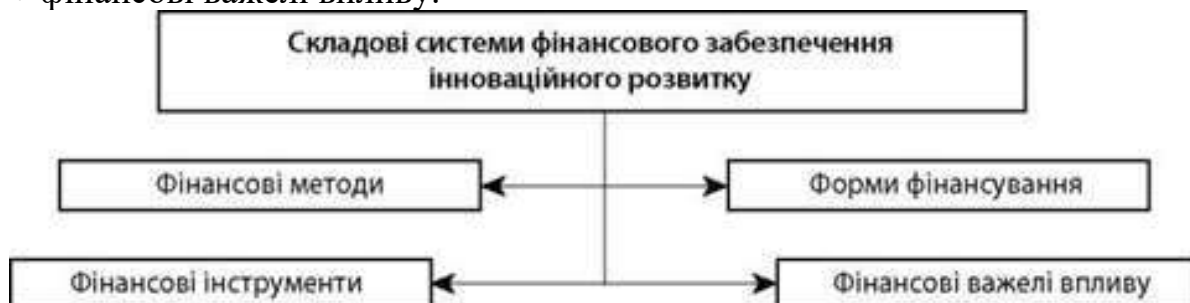 фінансові важелі впливу.
Складові системи фінансового забезпечення
інноваційного розвитку
Фінансові методи
Форми фінансування
Фінансові інструменти
Фінансові важелі впливу